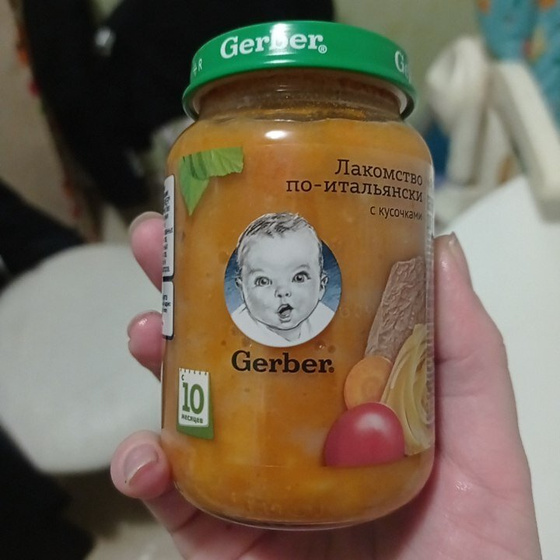 Gerber®
Лакомство
по-итальянски
с кусочками
Gerber®
с
10
месяцев